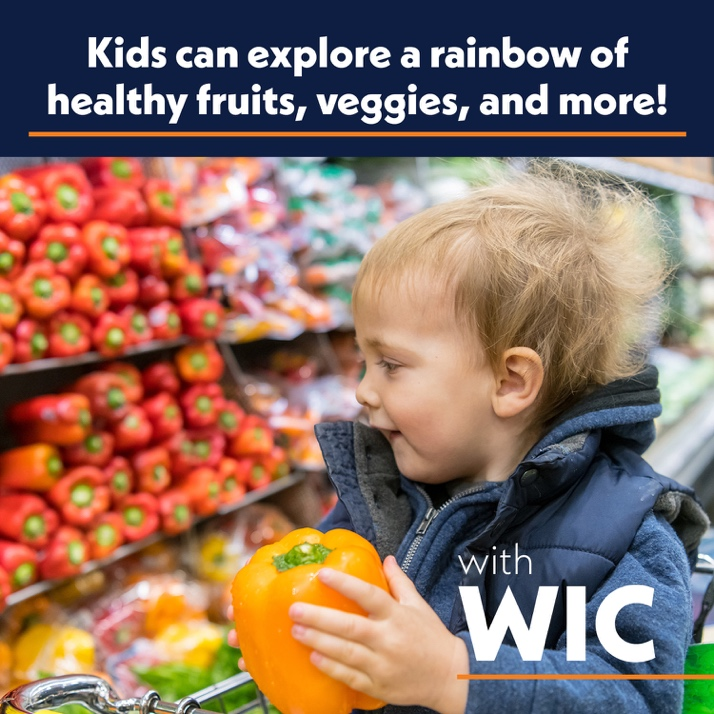 Kids can explore a rainbow of
healthy fruits, veggies, and more!
with
WIC